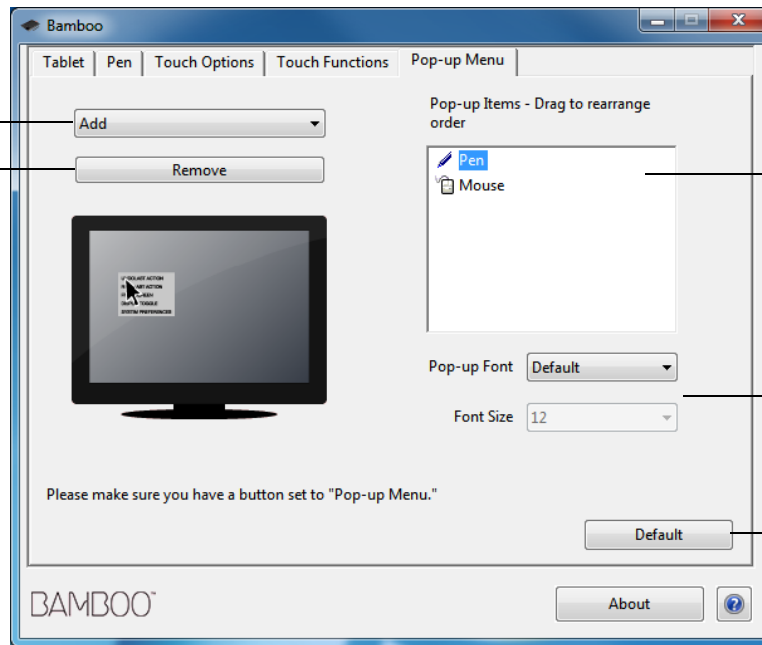 Bamboo
Tablet
Pen
Touch Options
Touch Functions
Pop-up Menu
Add
Remove
Pop-up Items - Drag to rearrange
order
Pen
Mouse
Pop-up Font
Default
Font Size
12
Please make sure you have a button set to "Pop-up Menu."
Default
BAMBOO™
About
?